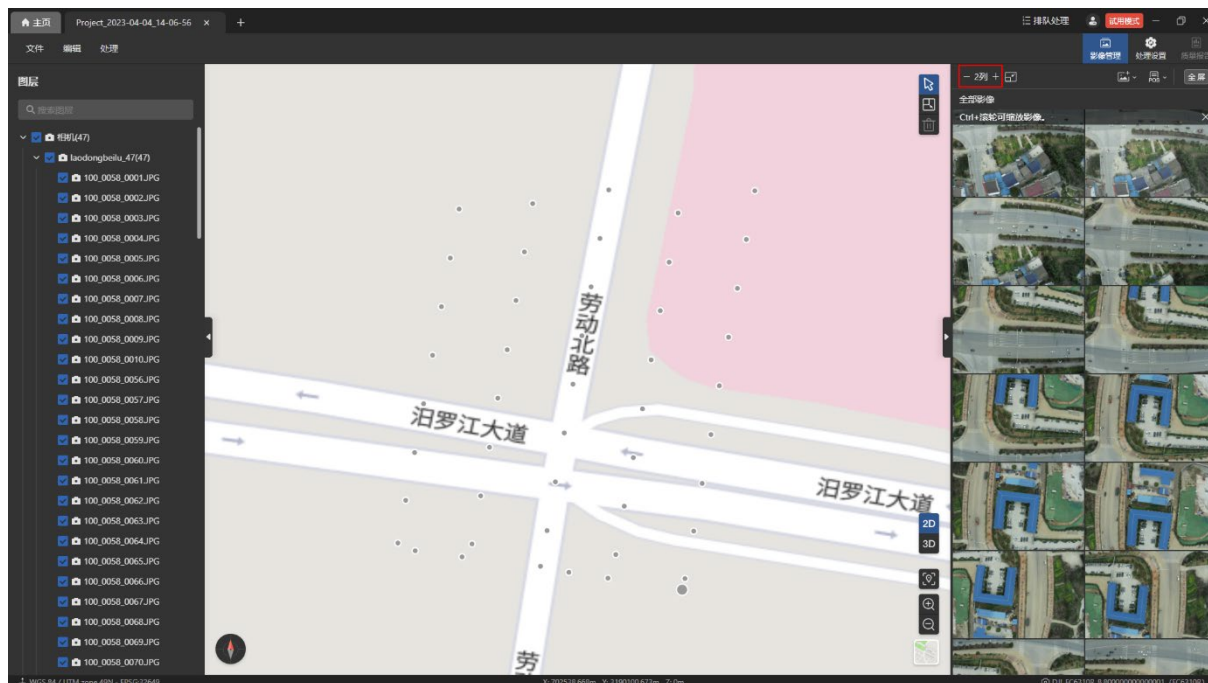 主页
Project_2023-04-04_14-06-56 × +
排队处理
试用模式
文件 编辑 处理
影像管理 处理设置 质量报告
图层
搜索图层
相机(47)
laodongbeilu_47(47)
100_0058_0001.JPG
100_0058_0002.JPG
100_0058_0003.JPG
100_0058_0004.JPG
100_0058_0005.JPG
100_0058_0006.JPG
100_0058_0007.JPG
100_0058_0008.JPG
100_0058_0009.JPG
100_0058_0010.JPG
100_0058_0056.JPG
100_0058_0057.JPG
100_0058_0058.JPG
100_0058_0059.JPG
100_0058_0060.JPG
100_0058_0061.JPG
100_0058_0062.JPG
100_0058_0063.JPG
100_0058_0064.JPG
100_0058_0065.JPG
100_0058_0066.JPG
100_0058_0067.JPG
100_0058_0068.JPG
100_0058_0069.JPG
100_0058_0070.JPG
劳动北路
汨罗江大道
汨罗江大道
劳
2D
3D
− 2列 +
POS
全屏
全部影像
Ctrl+滚轮可缩放影像。
WGS 84 / UTM zone 49N - EPSG:32649